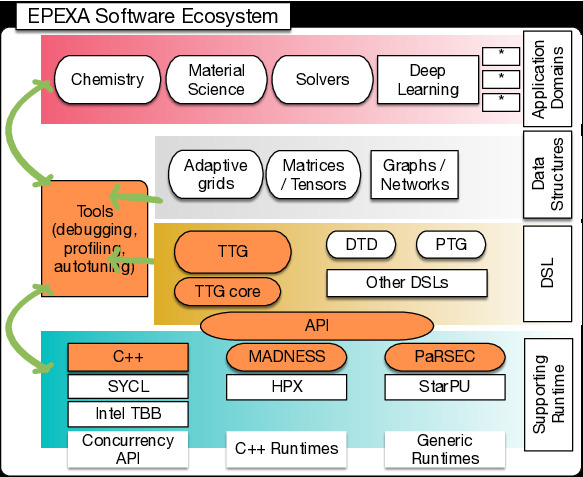 EPEXA Software Ecosystem
Chemistry
Material
Science
Solvers
Deep
Learning
*
*
*
Application
Domains
Adaptive
grids
Matrices
/ Tensors
Graphs /
Networks
Data
Structures
Tools
(debugging,
profiling,
autotuning)
TTG
TTG core
DTD
PTG
Other DSLs
DSL
API
C++
MADNESS
PaRSEC
SYCL
HPX
StarPU
Intel TBB
Concurrency
API
C++ Runtimes
Generic
Runtimes
Supporting
Runtime